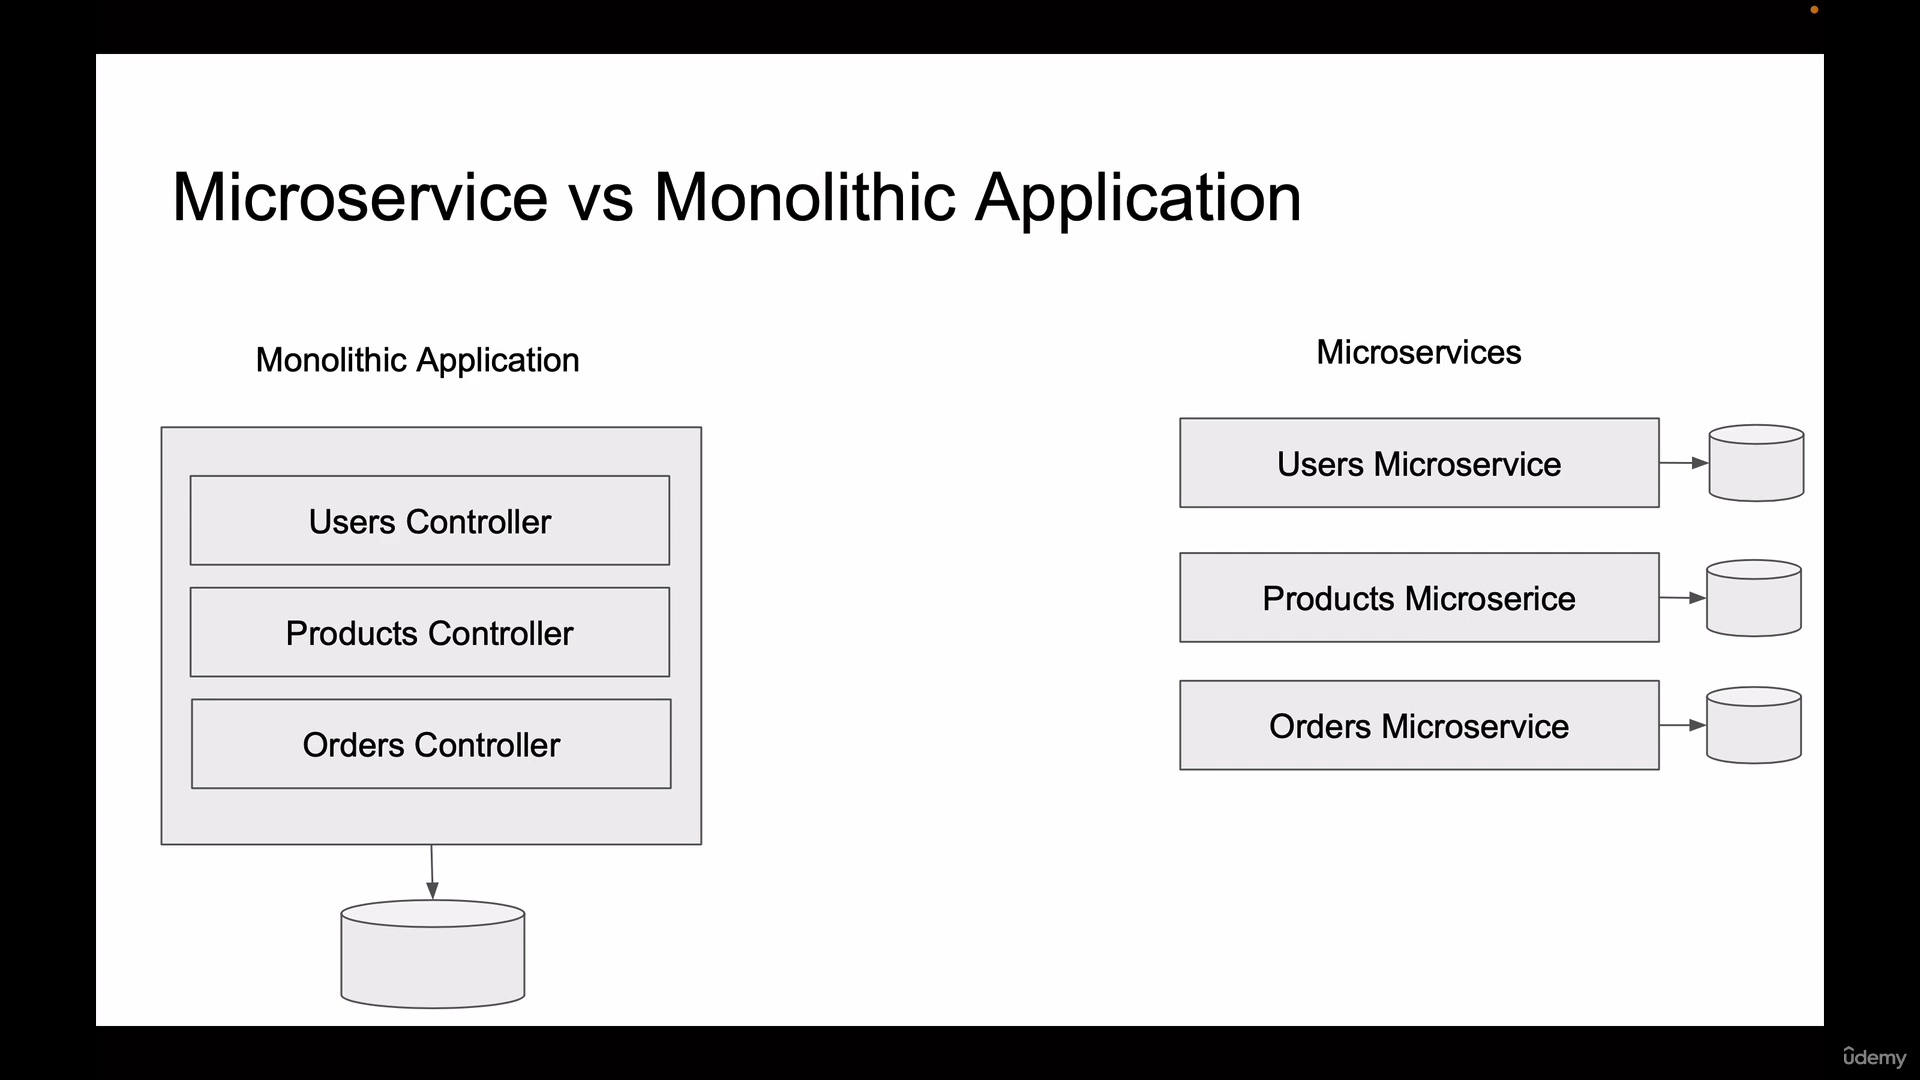 Microservice vs Monolithic Application
Monolithic Application
Users Controller
Products Controller
Orders Controller
Microservices
Users Microservice
Products Microserice
Orders Microservice
ûdemy